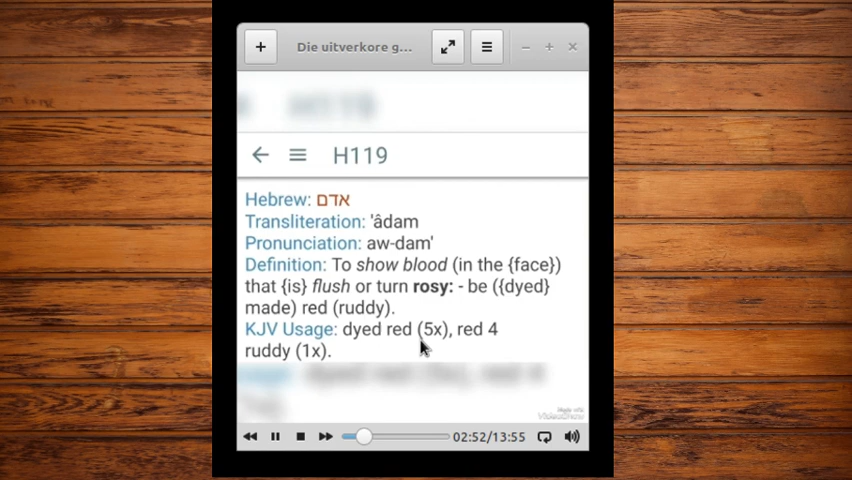 Die uitverkore g...
H119
H119
Hebrew: אדם
Transliteration: 'âdam
Pronunciation: aw-dam'
Definition: To show blood (in the {face})
that {is} flush or turn rosy: - be ({dyed}
made) red (ruddy).
KJV Usage: dyed red (5x), red 4
ruddy (1x).
02:52/13:55